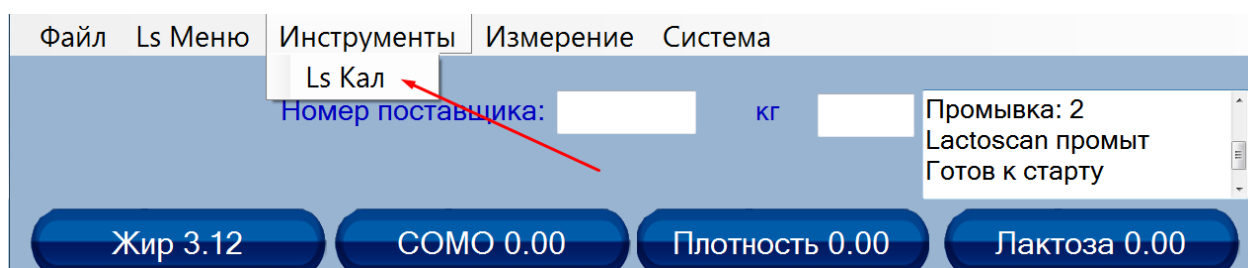 Файл Ls Меню Инструменты Измерение Система
Ls Кал
Номер поставщика: кг
Промывка: 2
Lactoscan промыт
Готов к старту
Жир 3.12 СОМО 0.00 Плотность 0.00 Лактоза 0.00